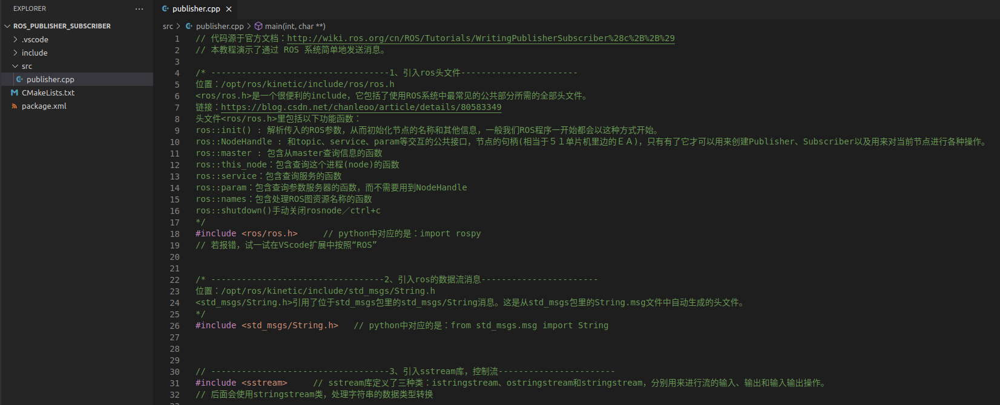 EXPLORER
···
publisher.cpp ×
ROS_PUBLISHER_SUBSCRIBER
.vscode
include
src
publisher.cpp
CMakeLists.txt
package.xml
src > publisher.cpp > main(int, char **)
1 // 代码源于官方文档：http://wiki.ros.org/cn/ROS/Tutorials/WritingPublisherSubscriber%28c%2B%2B%29
2 // 本教程演示了通过 ROS 系统简单地发送消息。
3
4 /* -----------------------------------1、引入ros头文件-----------------------
5 位置：/opt/ros/kinetic/include/ros/ros.h
6 <ros/ros.h>是一个很便利的include，它包括了使用ROS系统中最常见的公共部分所需的全部头文件。
7 链接：https://blog.csdn.net/chanleoo/article/details/80583349
8 头文件<ros/ros.h>里包括以下功能函数：
9 ros::init() : 解析传入的ROS参数，从而初始化节点的名称和其他信息，一般我们ROS程序一开始都会以这种方式开始。
10 ros::NodeHandle : 和topic、service、param等交互的公共接口，节点的句柄(相当于５１单片机里边的ＥＡ)，只有有了它才可以用来创建Publisher、Subscriber以及用来对当前节点进行各种操作。
11 ros::master : 包含从master查询信息的函数
12 ros::this_node：包含查询这个进程(node)的函数
13 ros::service：包含查询服务的函数
14 ros::param：包含查询参数服务器的函数，而不需要用到NodeHandle
15 ros::names：包含处理ROS图资源名称的函数
16 ros::shutdown()手动关闭rosnode／ctrl+c
17 */
18 #include <ros/ros.h>     // python中对应的是：import rospy
19 // 若报错，试一试在VScode扩展中按照“ROS”
20
21
22 /* ----------------------------------2、引入ros的数据流消息-----------------------
23 位置：/opt/ros/kinetic/include/std_msgs/String.h
24 <std_msgs/String.h>引用了位于std_msgs包里的std_msgs/String消息。这是从std_msgs包里的String.msg文件中自动生成的头文件。
25 */
26 #include <std_msgs/String.h>   // python中对应的是：from std_msgs.msg import String
27
28
29
30 // -----------------------------------3、引入sstream库，控制流-----------------------
31 #include <sstream>     // sstream库定义了三种类：istringstream、ostringstream和stringstream，分别用来进行流的输入、输出和输入输出操作。
32 // 后面会使用stringstream类，处理字符串的数据类型转换